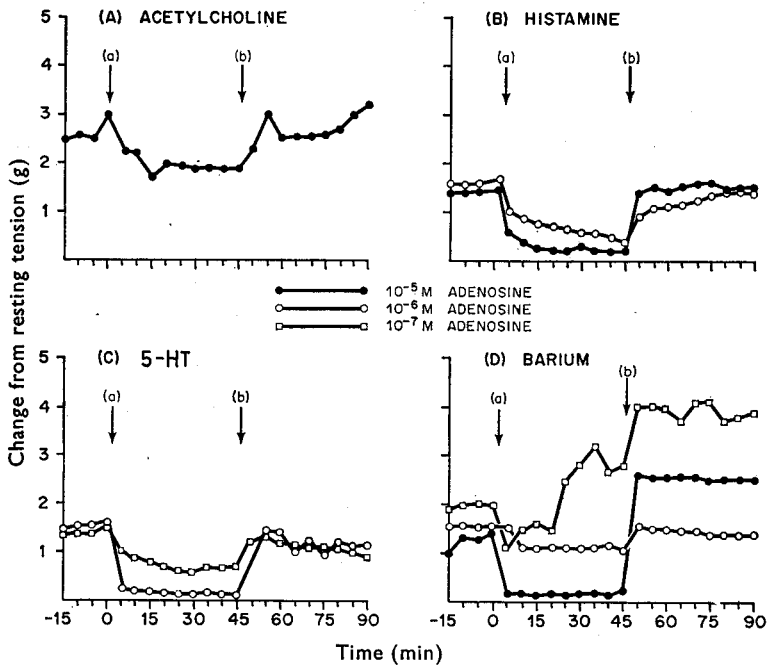 (A) ACETYLCHOLINE
5
4
3
2
1
(a)
(b)
(B) HISTAMINE
(a)
(b)
Change from resting tension (g)
10⁻⁵ M ADENOSINE
10⁻⁶ M ADENOSINE
10⁻⁷ M ADENOSINE
(C) 5-HT
5
4
3
2
1
(a)
(b)
-15 0 15 30 45 60 75 90
(D) BARIUM
(a)
(b)
-15 0 15 30 45 60 75 90
Time (min)